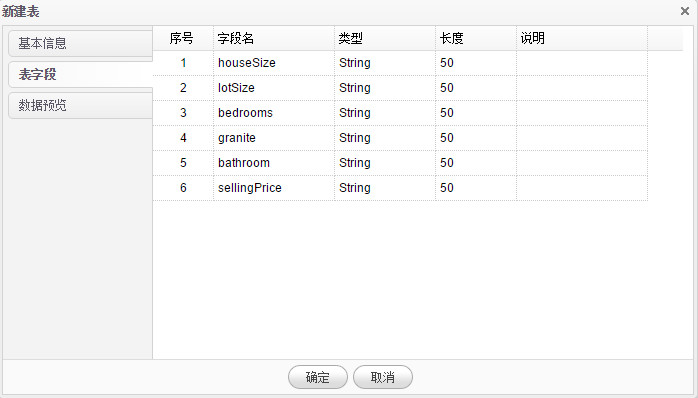 新建表
基本信息
表字段
数据预览
序号 字段名 类型 长度 说明
1 houseSize String 50
2 lotSize String 50
3 bedrooms String 50
4 granite String 50
5 bathroom String 50
6 sellingPrice String 50
确定 取消